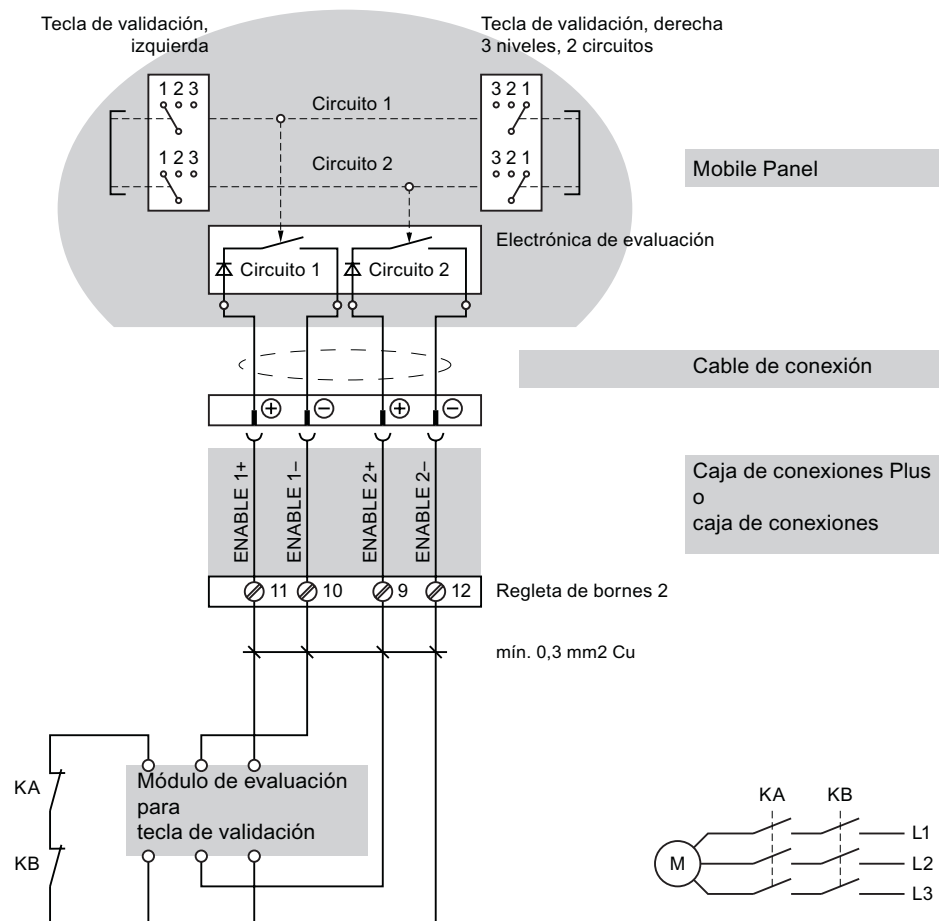 Tecla de validación,
izquierda
Tecla de validación, derecha
3 niveles, 2 circuitos
1 2 3
Circuito 1
3 2 1
1 2 3
Circuito 2
3 2 1
Mobile Panel
Electrónica de evaluación
Circuito 1
Circuito 2
Cable de conexión
+ − + −
ENABLE 1+
ENABLE 1−
ENABLE 2+
ENABLE 2−
Caja de conexiones Plus
o
caja de conexiones
11 10 9 12
Regleta de bornes 2
mín. 0,3 mm2 Cu
KA
KB
Módulo de evaluación
para
tecla de validación
KA KB
M
L1
L2
L3